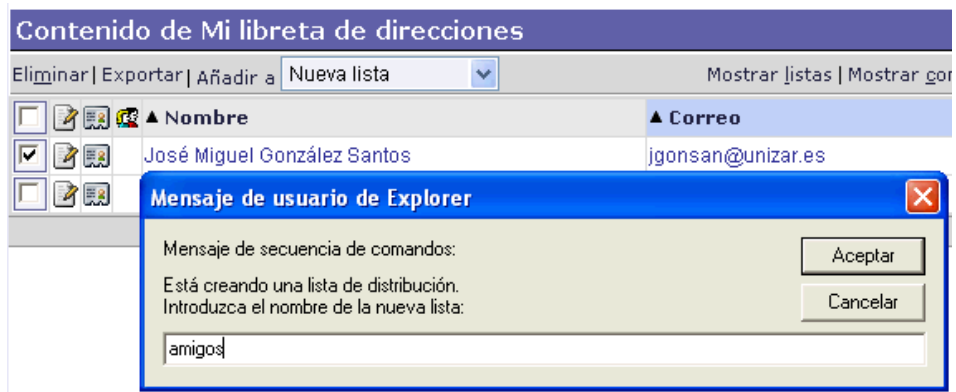 Contenido de Mi libreta de direcciones
Eliminar | Exportar | Añadir a Nueva lista Mostrar listas | Mostrar con
▲ Nombre ▲ Correo
José Miguel González Santos jgonsan@unizar.es
Mensaje de usuario de Explorer
Mensaje de secuencia de comandos: Aceptar
Está creando una lista de distribución.
Introduzca el nombre de la nueva lista: Cancelar
amigos